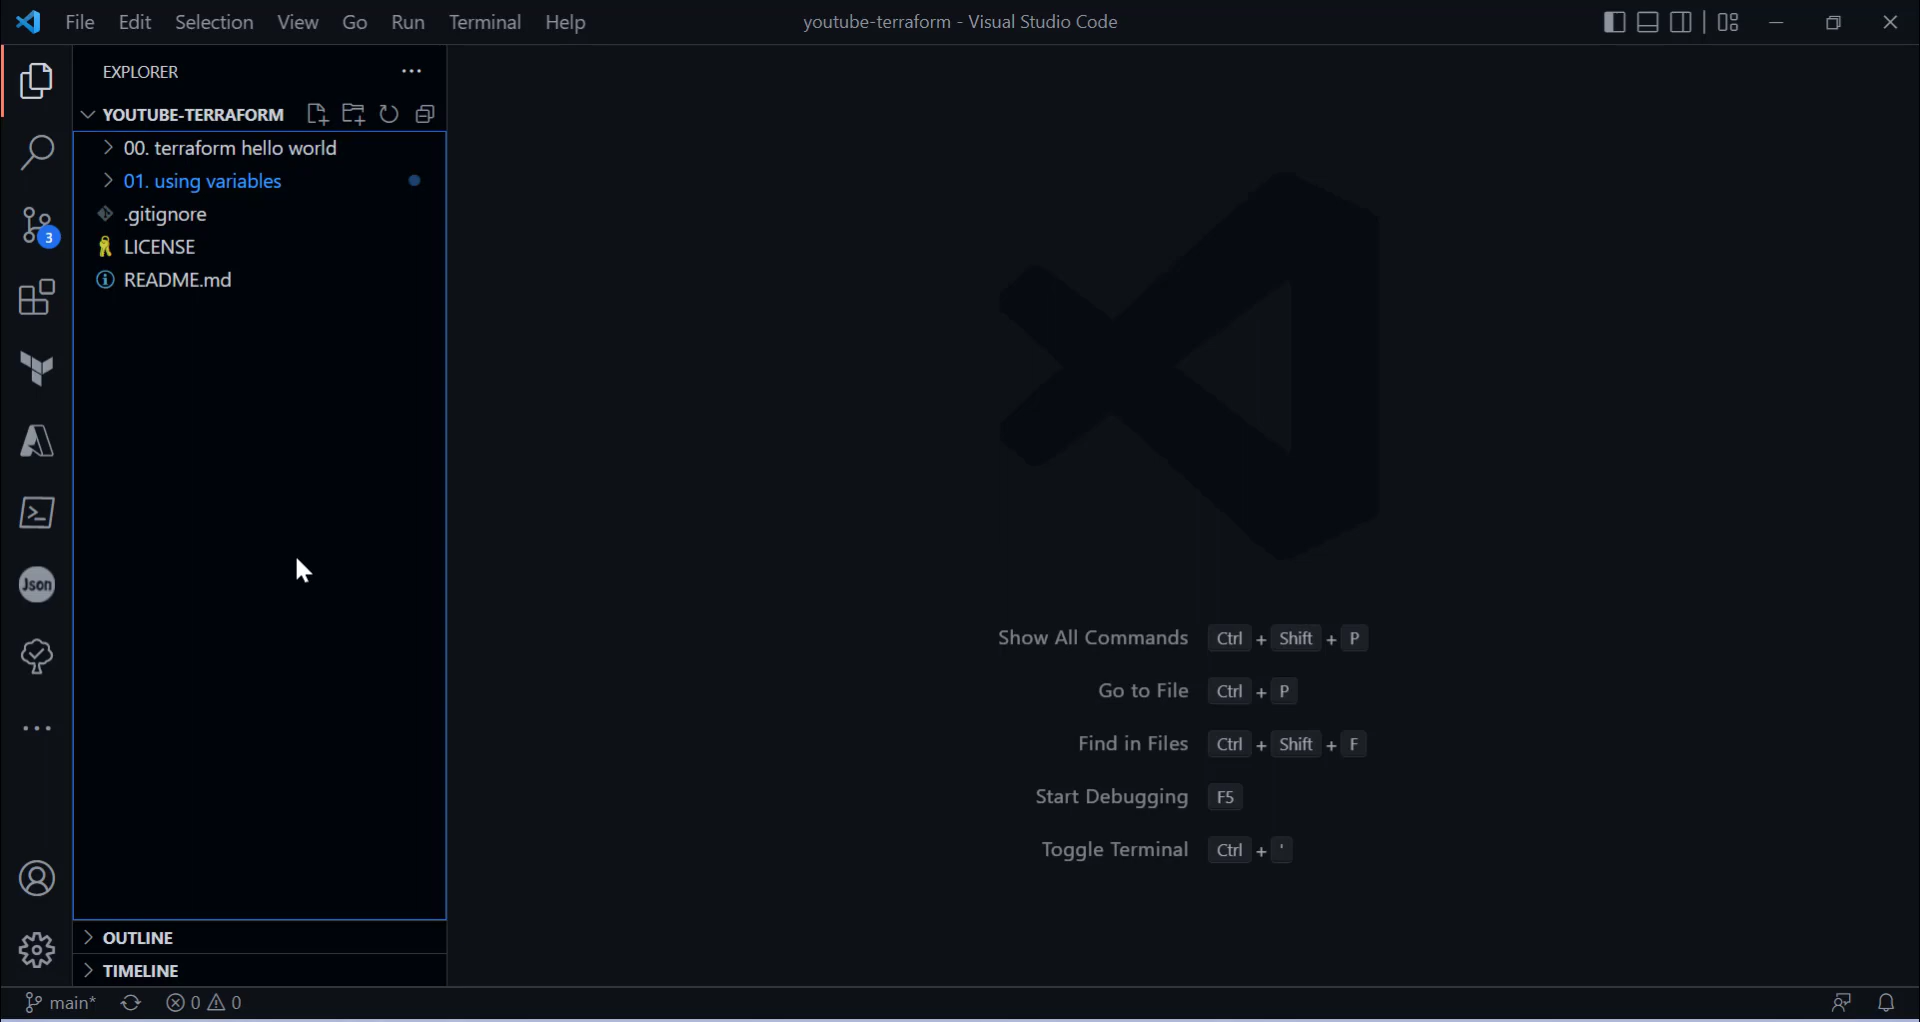 File Edit Selection View Go Run Terminal Help
youtube-terraform - Visual Studio Code
EXPLORER
YOUTUBE-TERRAFORM
00. terraform hello world
01. using variables
.gitignore
LICENSE
README.md
3
Json
Show All Commands Ctrl + Shift + P
Go to File Ctrl + P
Find in Files Ctrl + Shift + F
Start Debugging F5
Toggle Terminal Ctrl + '
OUTLINE
TIMELINE
main* 0 0